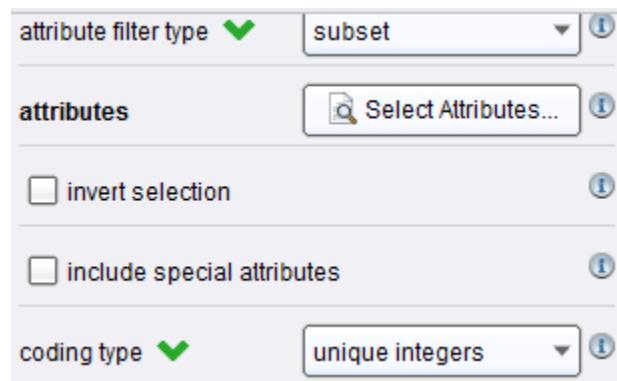 attribute filter type subset
attributes Select Attributes...
invert selection
include special attributes
coding type unique integers